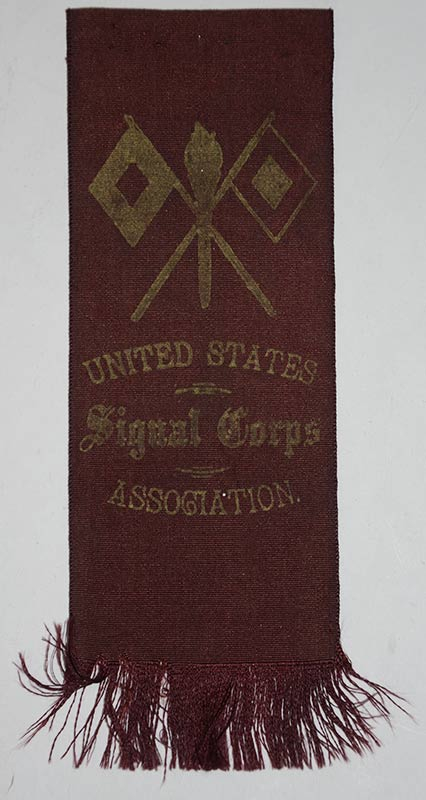 UNITED STATES
Signal Corps
ASSOCIATION.